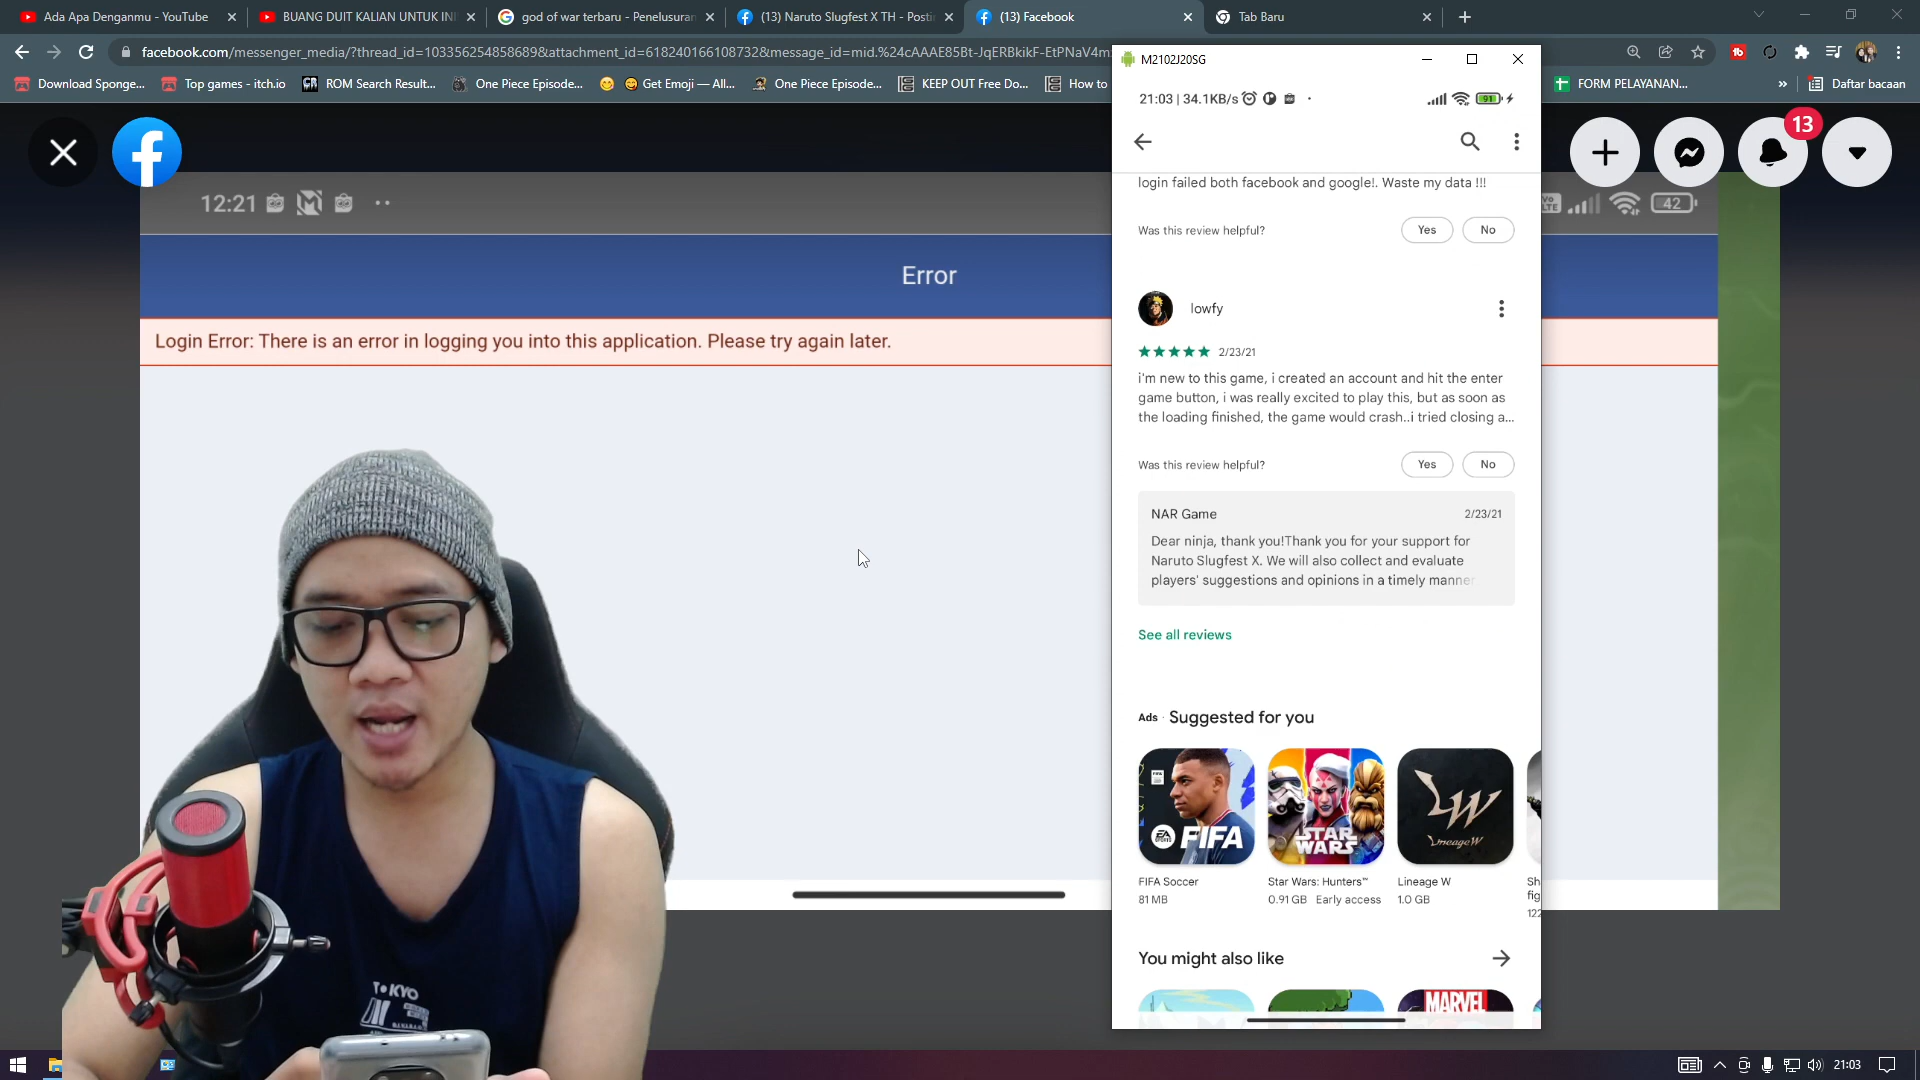 Ada Apa Denganmu - YouTube
BUANG DUIT KALIAN UNTUK INI
god of war terbaru - Penelusuran
(13) Naruto Slugfest X TH - Posti
(13) Facebook
Tab Baru
facebook.com/messenger_media/?thread_id=103356254858689&attachment_id=618240166108732&message_id=mid.%24cAAAE85Bt-JqERBkikF-EtPNaV4m
Download Sponge...
Top games - itch.io
ROM Search Result...
One Piece Episode...
Get Emoji — All...
One Piece Episode...
KEEP OUT Free Do...
How to
FORM PELAYANAN...
»
Daftar bacaan
13
12:21
42
Error
Login Error: There is an error in logging you into this application. Please try again later.
M2102J20SG
21:03 | 34.1KB/s
91
login failed both facebook and google!. Waste my data !!!
Was this review helpful?
Yes
No
lowfy
2/23/21
i'm new to this game, i created an account and hit the enter
game button, i was really excited to play this, but as soon as
the loading finished, the game would crash..i tried closing a...
Was this review helpful?
Yes
No
NAR Game
2/23/21
Dear ninja, thank you!Thank you for your support for
Naruto Slugfest X. We will also collect and evaluate
players' suggestions and opinions in a timely manner
See all reviews
Ads · Suggested for you
EA SPORTS
FIFA
STAR WARS
LW
LineageW
FIFA Soccer
81 MB
Star Wars: Hunters™
0.91 GB Early access
Lineage W
1.0 GB
Sh
fig
122
You might also like
MARVEL
TOKYO
21:03